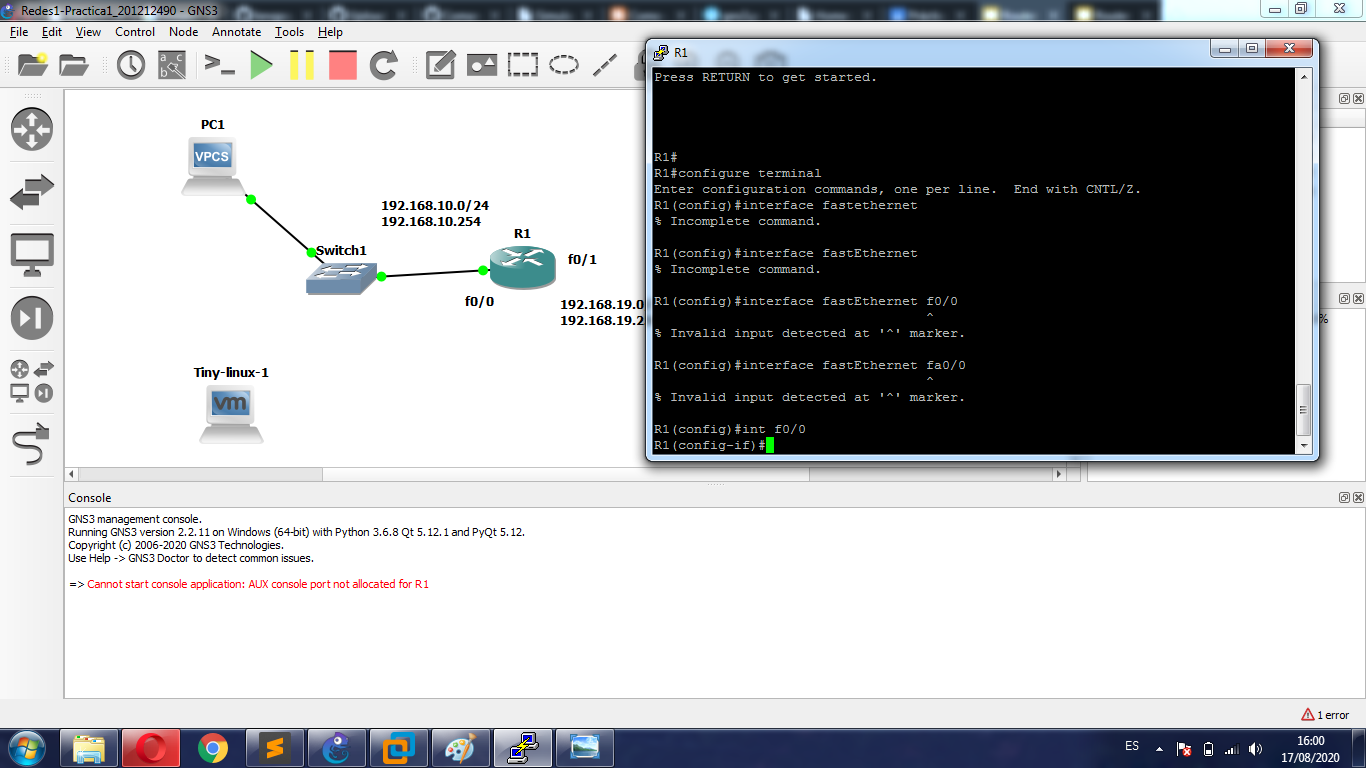 Redes1-Practica1_201212490 - GNS3
File Edit View Control Node Annotate Tools Help
R1
Press RETURN to get started.
R1#
R1#configure terminal
Enter configuration commands, one per line.  End with CNTL/Z.
R1(config)#interface fastethernet
% Incomplete command.
R1(config)#interface fastEthernet
% Incomplete command.
R1(config)#interface fastEthernet f0/0
^
% Invalid input detected at '^' marker.
R1(config)#interface fastEthernet fa0/0
^
% Invalid input detected at '^' marker.
R1(config)#int f0/0
R1(config-if)#
PC1
VPCS
192.168.10.0/24
192.168.10.254
Switch1
R1
f0/1
f0/0
192.168.19.0
192.168.19.2
Tiny-linux-1
vm
%
Console
GNS3 management console.
Running GNS3 version 2.2.11 on Windows (64-bit) with Python 3.6.8 Qt 5.12.1 and PyQt 5.12.
Copyright (c) 2006-2020 GNS3 Technologies.
Use Help -> GNS3 Doctor to detect common issues.
=> Cannot start console application: AUX console port not allocated for R1
1 error
ES
16:00
17/08/2020